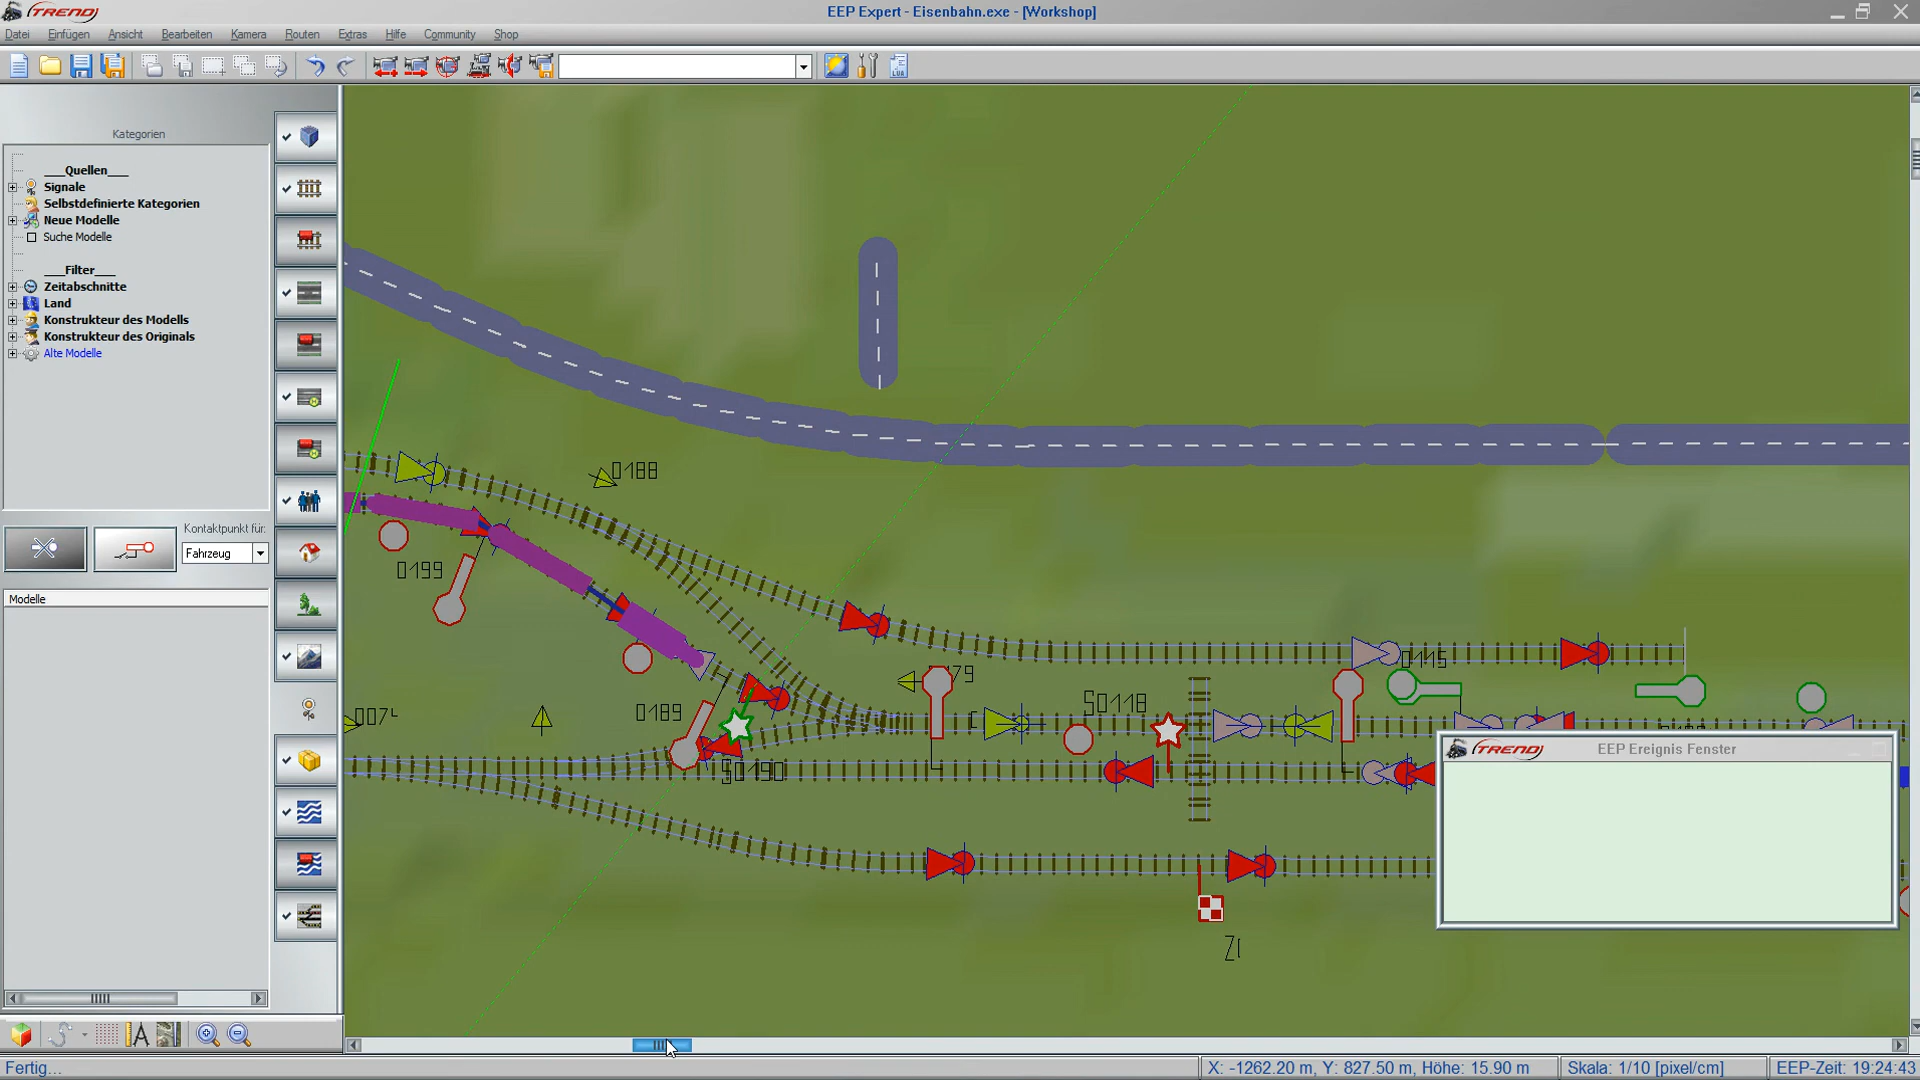 TREND
EEP Expert - Eisenbahn.exe - [Workshop]
Datei Einfügen Ansicht Bearbeiten Kamera Routen Extras Hilfe Community Shop
Kategorien
___Quellen___
Signale
Selbstdefinierte Kategorien
Neue Modelle
Suche Modelle
___Filter___
Zeitabschnitte
Land
Konstrukteur des Modells
Konstrukteur des Originals
Alte Modelle
Kontaktpunkt für:
Fahrzeug
Modelle
0188
0199
0189
S0190
S0118
0115
TREND EEP Ereignis Fenster
Fertig...
X: -1262.20 m, Y: 827.50 m, Höhe: 15.90 m
Skala: 1/10 [pixel/cm]
EEP-Zeit: 19:24:43